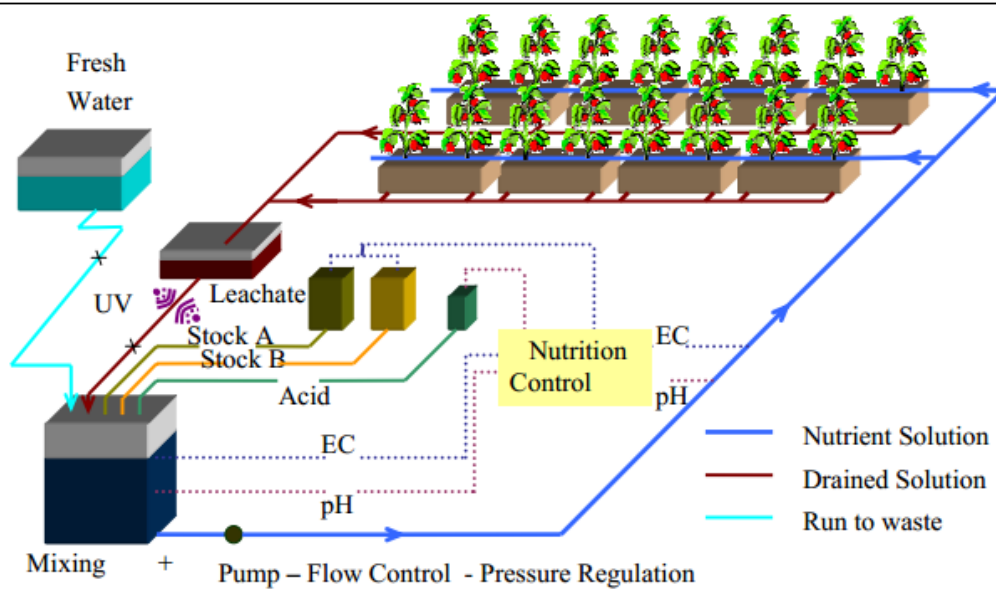 Fresh
Water
UV
Leachate
Stock A
Stock B
Acid
Nutrition
Control
EC
pH
EC
pH
Nutrient Solution
Drained Solution
Run to waste
Mixing +
Pump – Flow Control - Pressure Regulation